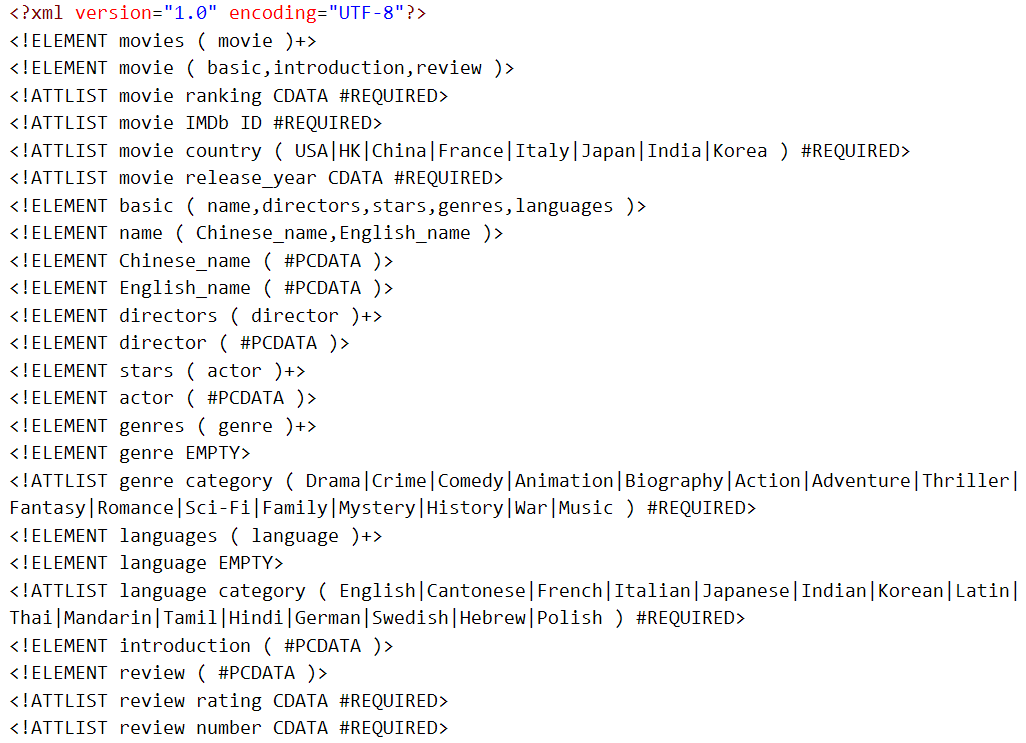 <?xml version="1.0" encoding="UTF-8"?>
<!ELEMENT movies ( movie )+>
<!ELEMENT movie ( basic,introduction,review )>
<!ATTLIST movie ranking CDATA #REQUIRED>
<!ATTLIST movie IMDb ID #REQUIRED>
<!ATTLIST movie country ( USA|HK|China|France|Italy|Japan|India|Korea ) #REQUIRED>
<!ATTLIST movie release_year CDATA #REQUIRED>
<!ELEMENT basic ( name,directors,stars,genres,languages )>
<!ELEMENT name ( Chinese_name,English_name )>
<!ELEMENT Chinese_name ( #PCDATA )>
<!ELEMENT English_name ( #PCDATA )>
<!ELEMENT directors ( director )+>
<!ELEMENT director ( #PCDATA )>
<!ELEMENT stars ( actor )+>
<!ELEMENT actor ( #PCDATA )>
<!ELEMENT genres ( genre )+>
<!ELEMENT genre EMPTY>
<!ATTLIST genre category ( Drama|Crime|Comedy|Animation|Biography|Action|Adventure|Thriller|
Fantasy|Romance|Sci-Fi|Family|Mystery|History|War|Music ) #REQUIRED>
<!ELEMENT languages ( language )+>
<!ELEMENT language EMPTY>
<!ATTLIST language category ( English|Cantonese|French|Italian|Japanese|Indian|Korean|Latin|
Thai|Mandarin|Tamil|Hindi|German|Swedish|Hebrew|Polish ) #REQUIRED>
<!ELEMENT introduction ( #PCDATA )>
<!ELEMENT review ( #PCDATA )>
<!ATTLIST review rating CDATA #REQUIRED>
<!ATTLIST review number CDATA #REQUIRED>